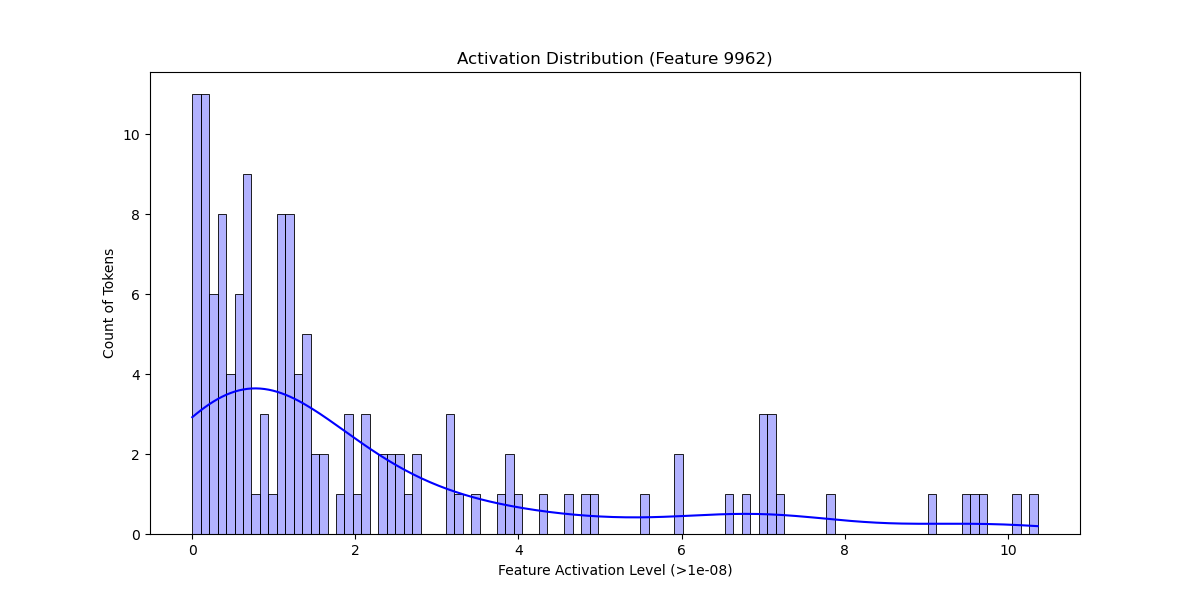 Activation Distribution (Feature 9962)
Count of Tokens
10
8
6
4
2
0
0 2 4 6 8 10
Feature Activation Level (>1e-08)